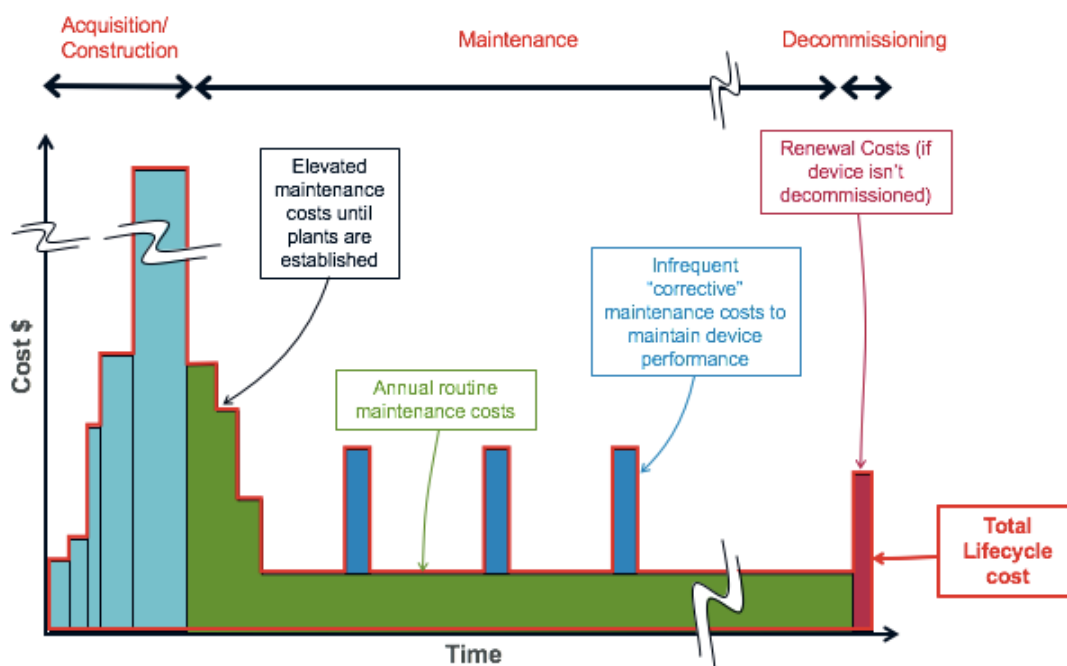 Acquisition/
Construction
Maintenance
Decommissioning
Elevated
maintenance
costs until
plants are
established
Renewal Costs (if
device isn't
decommissioned)
Infrequent
"corrective"
maintenance costs to
maintain device
performance
Annual routine
maintenance costs
Cost $
Total
Lifecycle
cost
Time